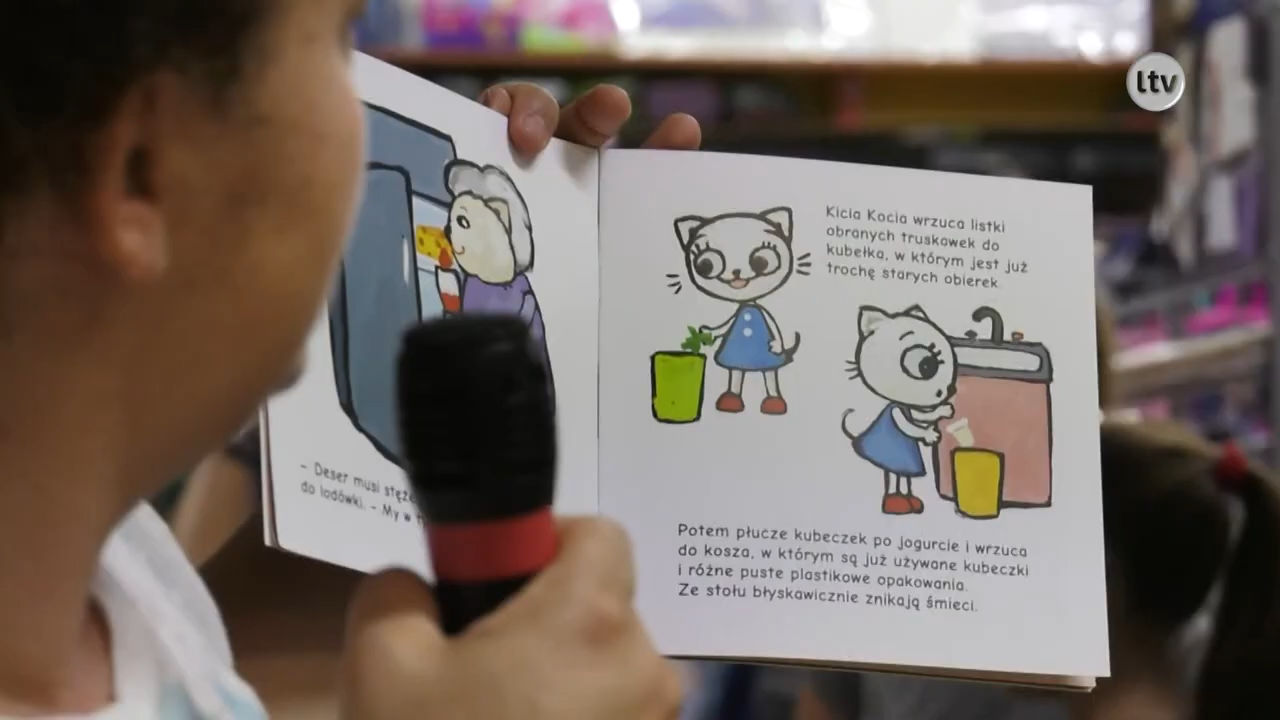 ltv
Kicia Kocia wrzuca listki
obranych truskawek do
kubełka, w którym jest już
trochę starych obierek.
- Deser musi
do lodówki. - My w
Potem płucze kubeczek po jogurcie i wrzuca
do kosza, w którym są już używane kubeczki
i różne puste plastikowe opakowania.
Ze stołu błyskawicznie znikają śmieci.